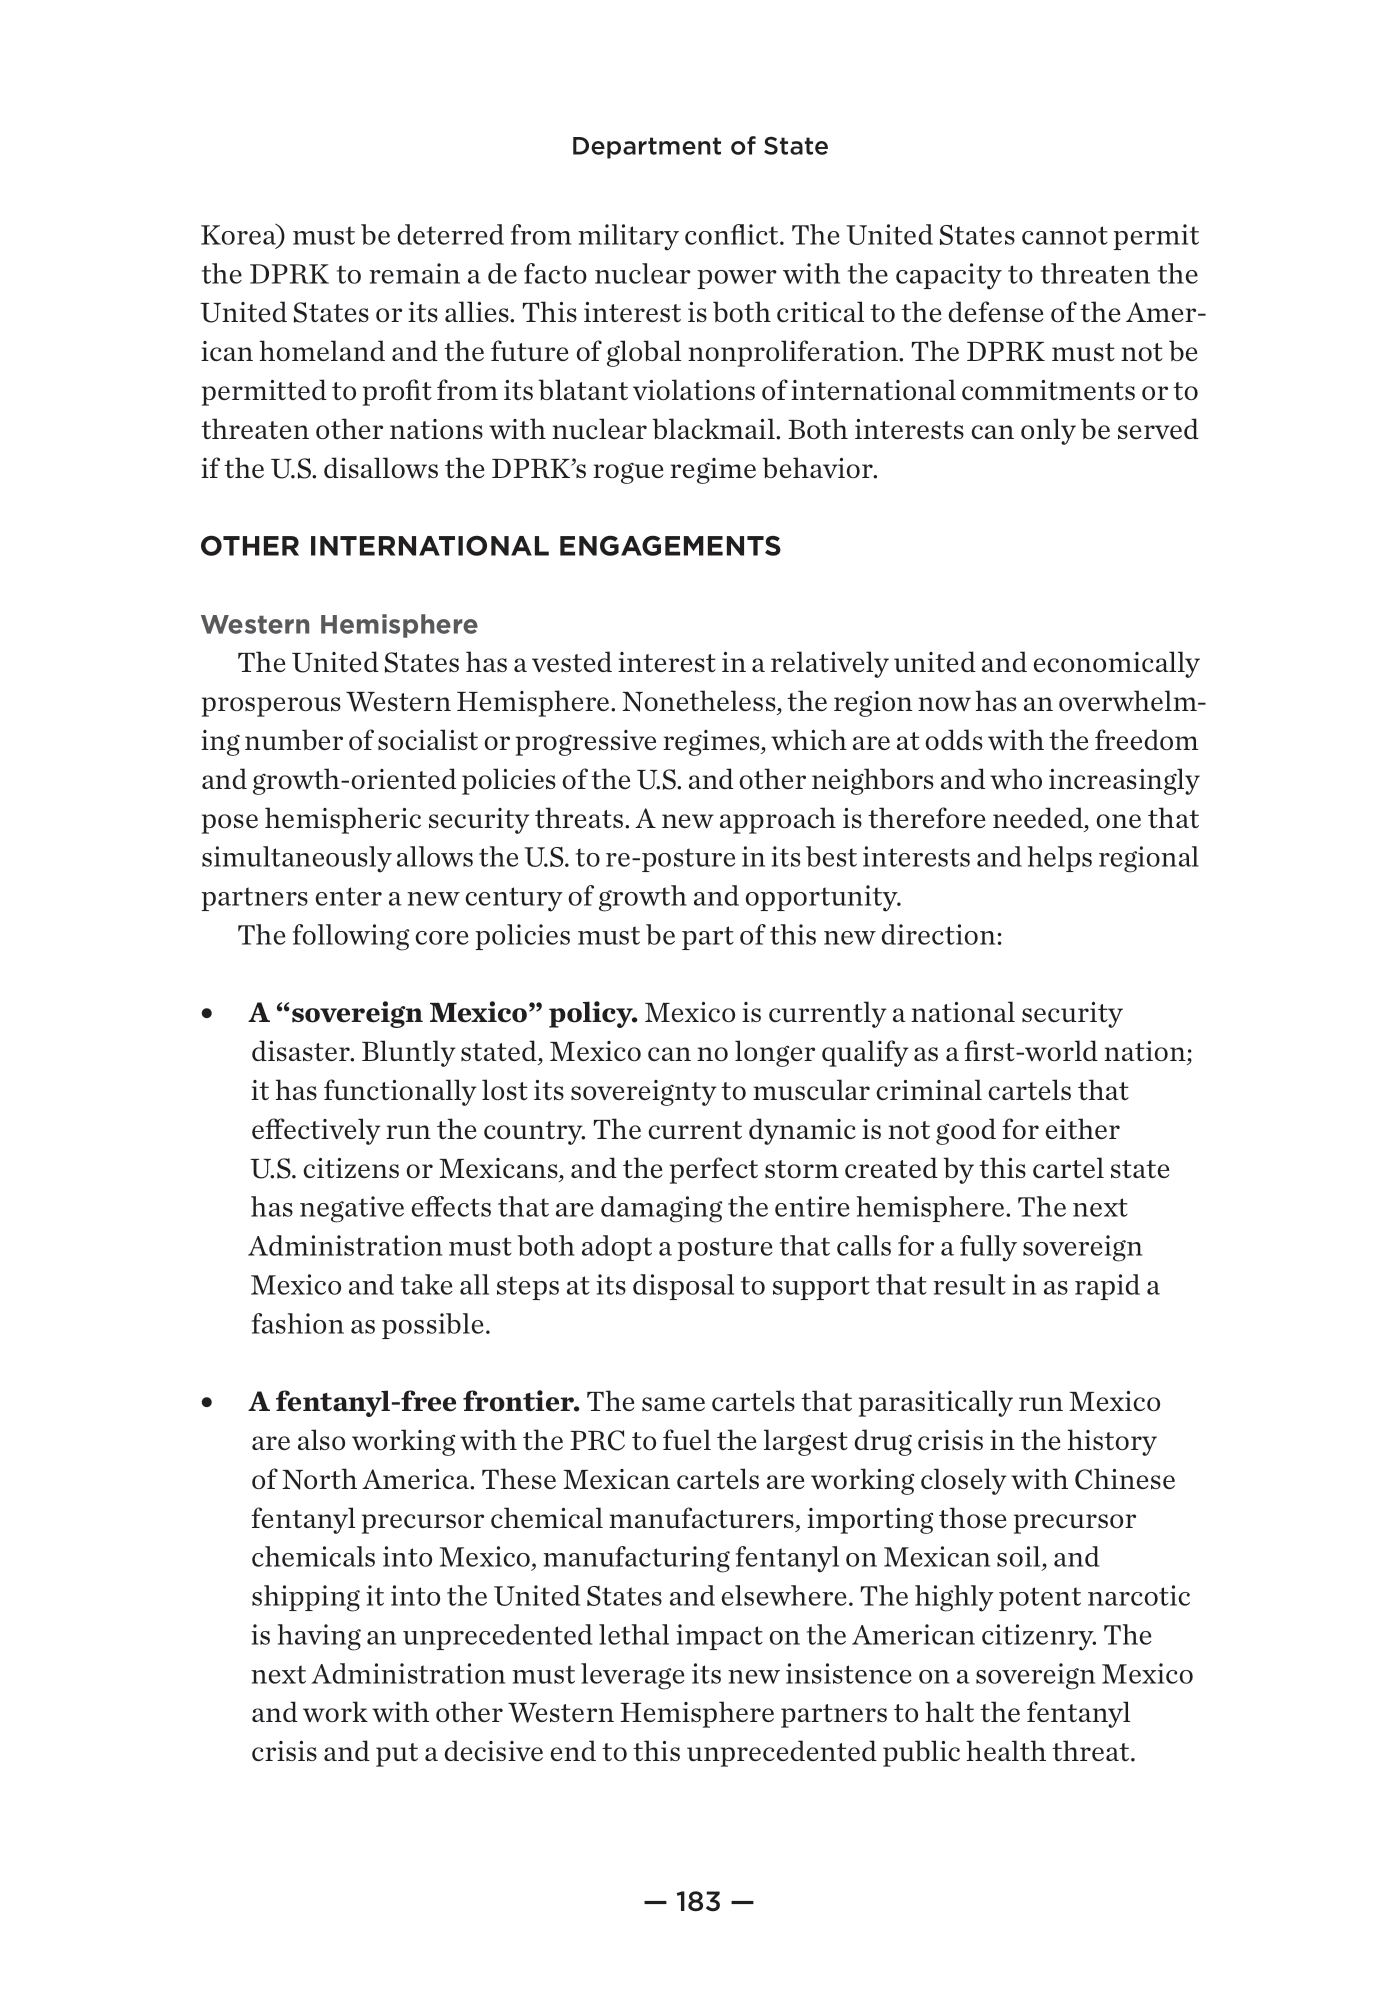 Department of State
Korea) must be deterred from military conflict. The United States cannot permit
the DPRK to remain a de facto nuclear power with the capacity to threaten the
United States or its allies. This interest is both critical to the defense of the Amer-
ican homeland and the future of global nonproliferation. The DPRK must not be
permitted to profit from its blatant violations of international commitments or to
threaten other nations with nuclear blackmail. Both interests can only be served
if the U.S. disallows the DPRK’s rogue regime behavior.
OTHER INTERNATIONAL ENGAGEMENTS
Western Hemisphere
The United States has a vested interest in a relatively united and economically
prosperous Western Hemisphere. Nonetheless, the region now has an overwhelm-
ing number of socialist or progressive regimes, which are at odds with the freedom
and growth-oriented policies of the U.S. and other neighbors and who increasingly
pose hemispheric security threats. A new approach is therefore needed, one that
simultaneously allows the U.S. to re-posture in its best interests and helps regional
partners enter a new century of growth and opportunity.
The following core policies must be part of this new direction:
• A “sovereign Mexico” policy. Mexico is currently a national security
disaster. Bluntly stated, Mexico can no longer qualify as a first-world nation;
it has functionally lost its sovereignty to muscular criminal cartels that
effectively run the country. The current dynamic is not good for either
U.S. citizens or Mexicans, and the perfect storm created by this cartel state
has negative effects that are damaging the entire hemisphere. The next
Administration must both adopt a posture that calls for a fully sovereign
Mexico and take all steps at its disposal to support that result in as rapid a
fashion as possible.
• A fentanyl-free frontier. The same cartels that parasitically run Mexico
are also working with the PRC to fuel the largest drug crisis in the history
of North America. These Mexican cartels are working closely with Chinese
fentanyl precursor chemical manufacturers, importing those precursor
chemicals into Mexico, manufacturing fentanyl on Mexican soil, and
shipping it into the United States and elsewhere. The highly potent narcotic
is having an unprecedented lethal impact on the American citizenry. The
next Administration must leverage its new insistence on a sovereign Mexico
and work with other Western Hemisphere partners to halt the fentanyl
crisis and put a decisive end to this unprecedented public health threat.
— 183 —